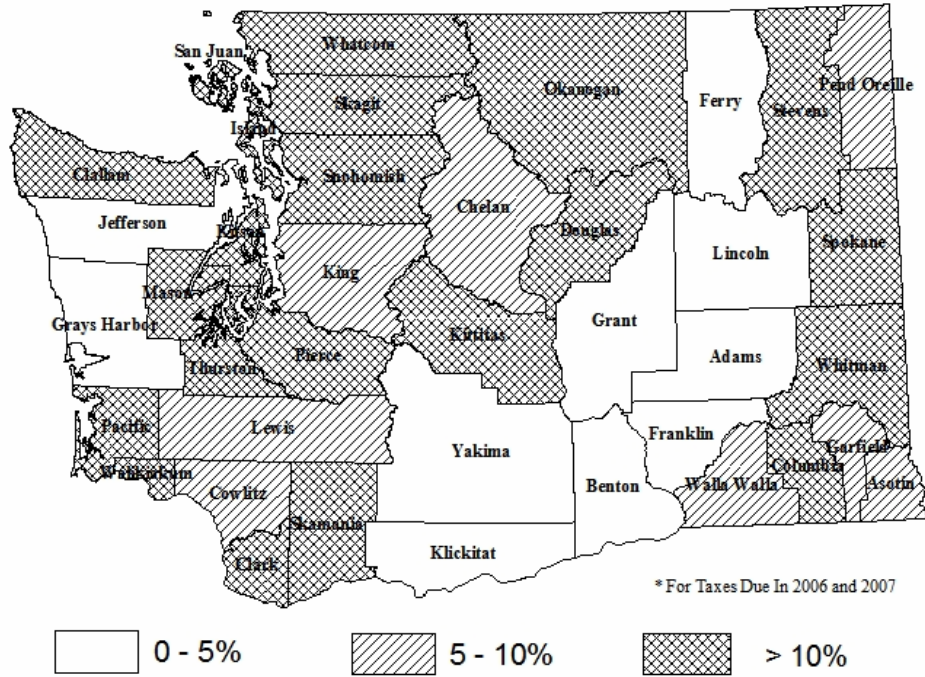 San Juan
Whatcom
Skagit
Island
Okanegan
Ferry
Stevens
Pend Oreille
Clallam
Snohomish
Jefferson
Kitsap
Chelan
Douglas
King
Mason
Lincoln
Spokane
Grays Harbor
Grant
Thurston
Pierce
Kittitas
Adams
Whitman
Pacific
Lewis
Yakima
Franklin
Garfield
Wahkiakum
Cowlitz
Benton
Walla Walla
Columbia
Asotin
Skamania
Clark
Klickitat
* For Taxes Due In 2006 and 2007
0 - 5%
5 - 10%
> 10%